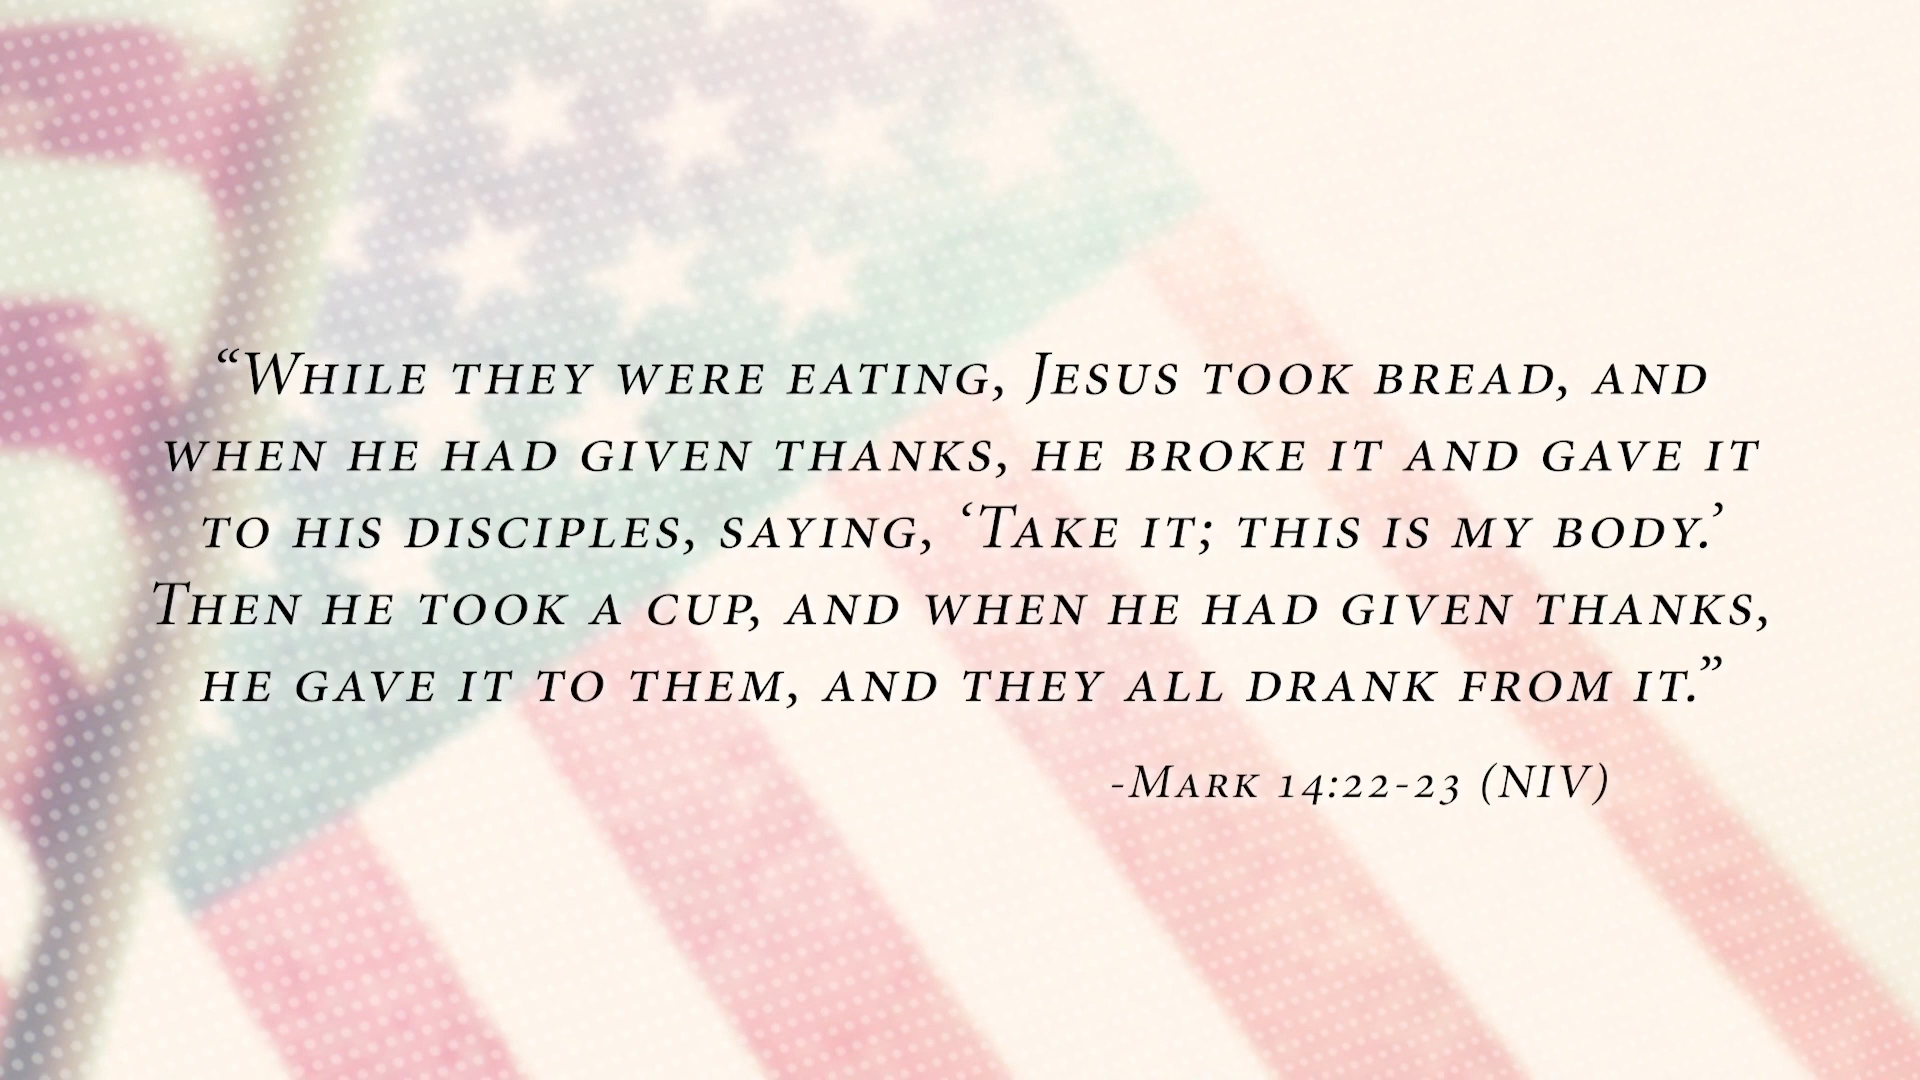 “While they were eating, Jesus took bread, and
when he had given thanks, he broke it and gave it
to his disciples, saying, ‘Take it; this is my body.’
Then he took a cup, and when he had given thanks,
he gave it to them, and they all drank from it.”
-Mark 14:22-23 (NIV)